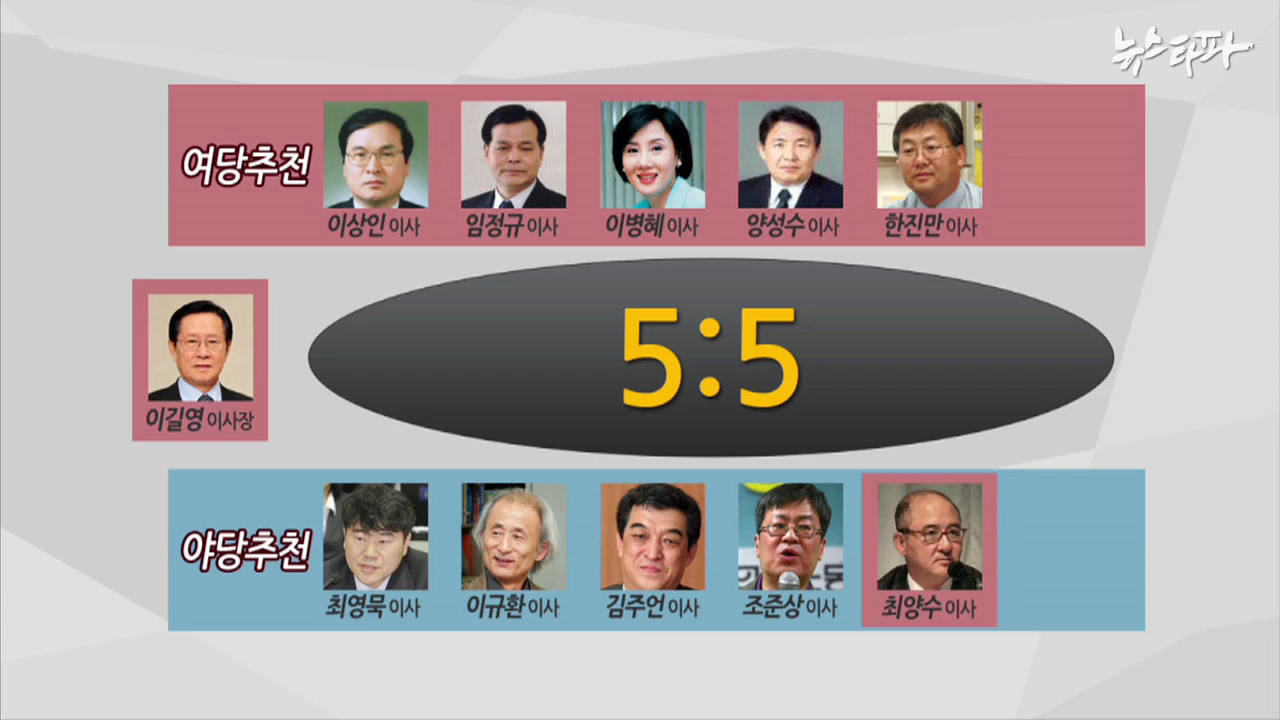 뉴스타파
여당추천
이상인 이사
임정규 이사
이병혜 이사
양성수 이사
한진만 이사
5:5
이길영 이사장
야당추천
최영묵 이사
이규환 이사
김주언 이사
조준상 이사
최양수 이사